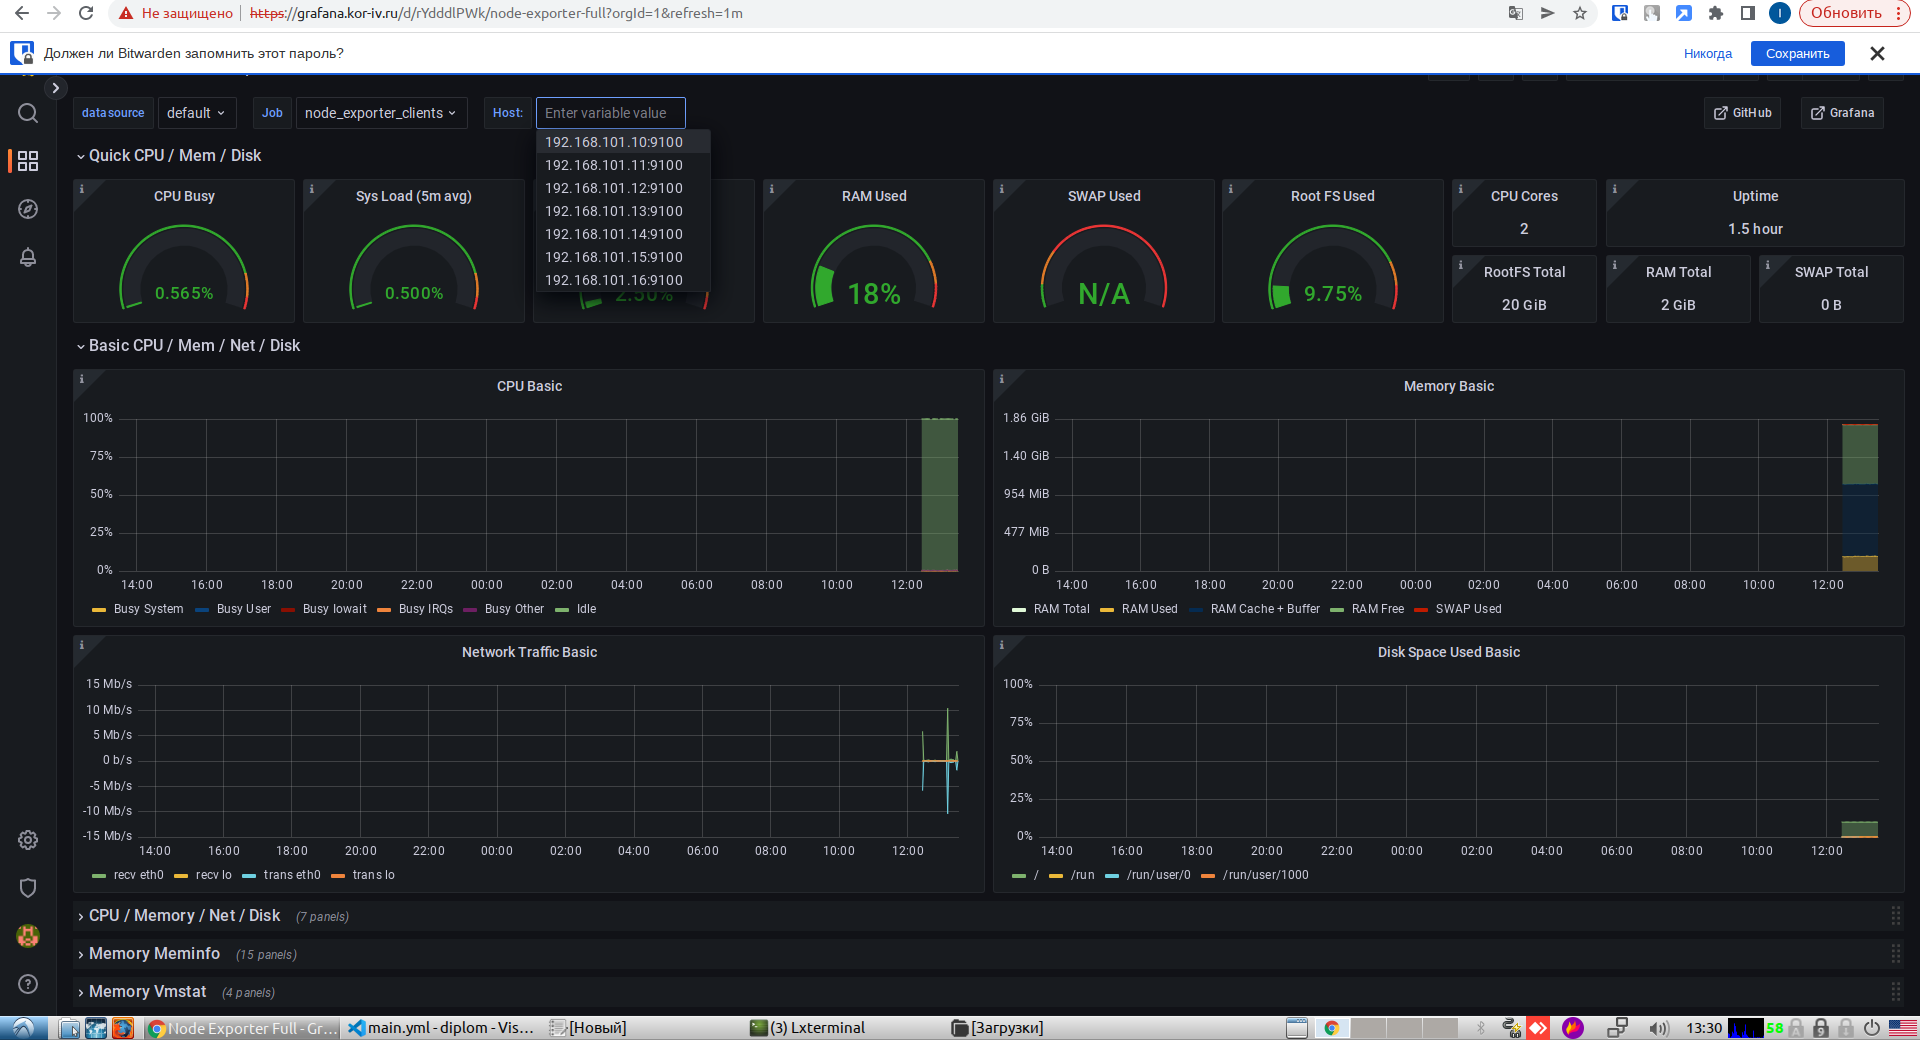 Не защищено
https://grafana.kor-iv.ru/d/rYdddlPWk/node-exporter-full?orgId=1&refresh=1m
I
Обновить
Должен ли Bitwarden запомнить этот пароль?
Никогда
Сохранить
datasource
default
Job
node_exporter_clients
Host:
Enter variable value
GitHub
Grafana
192.168.101.10:9100
192.168.101.11:9100
192.168.101.12:9100
192.168.101.13:9100
192.168.101.14:9100
192.168.101.15:9100
192.168.101.16:9100
Quick CPU / Mem / Disk
CPU Busy
0.565%
Sys Load (5m avg)
0.500%
2.50%
RAM Used
18%
SWAP Used
N/A
Root FS Used
9.75%
CPU Cores
2
Uptime
1.5 hour
RootFS Total
20 GiB
RAM Total
2 GiB
SWAP Total
0 B
Basic CPU / Mem / Net / Disk
CPU Basic
100%
75%
50%
25%
0%
14:00 16:00 18:00 20:00 22:00 00:00 02:00 04:00 06:00 08:00 10:00 12:00
Busy System Busy User Busy Iowait Busy IRQs Busy Other Idle
Memory Basic
1.86 GiB
1.40 GiB
954 MiB
477 MiB
0 B
14:00 16:00 18:00 20:00 22:00 00:00 02:00 04:00 06:00 08:00 10:00 12:00
RAM Total RAM Used RAM Cache + Buffer RAM Free SWAP Used
Network Traffic Basic
15 Mb/s
10 Mb/s
5 Mb/s
0 b/s
-5 Mb/s
-10 Mb/s
-15 Mb/s
14:00 16:00 18:00 20:00 22:00 00:00 02:00 04:00 06:00 08:00 10:00 12:00
recv eth0 recv lo trans eth0 trans lo
Disk Space Used Basic
100%
75%
50%
25%
0%
14:00 16:00 18:00 20:00 22:00 00:00 02:00 04:00 06:00 08:00 10:00 12:00
/ /run /run/user/0 /run/user/1000
CPU / Memory / Net / Disk (7 panels)
Memory Meminfo (15 panels)
Memory Vmstat (4 panels)
Node Exporter Full - Gr...
main.yml - diplom - Vis...
[Новый]
(3) Lxterminal
[Загрузки]
13:30
58